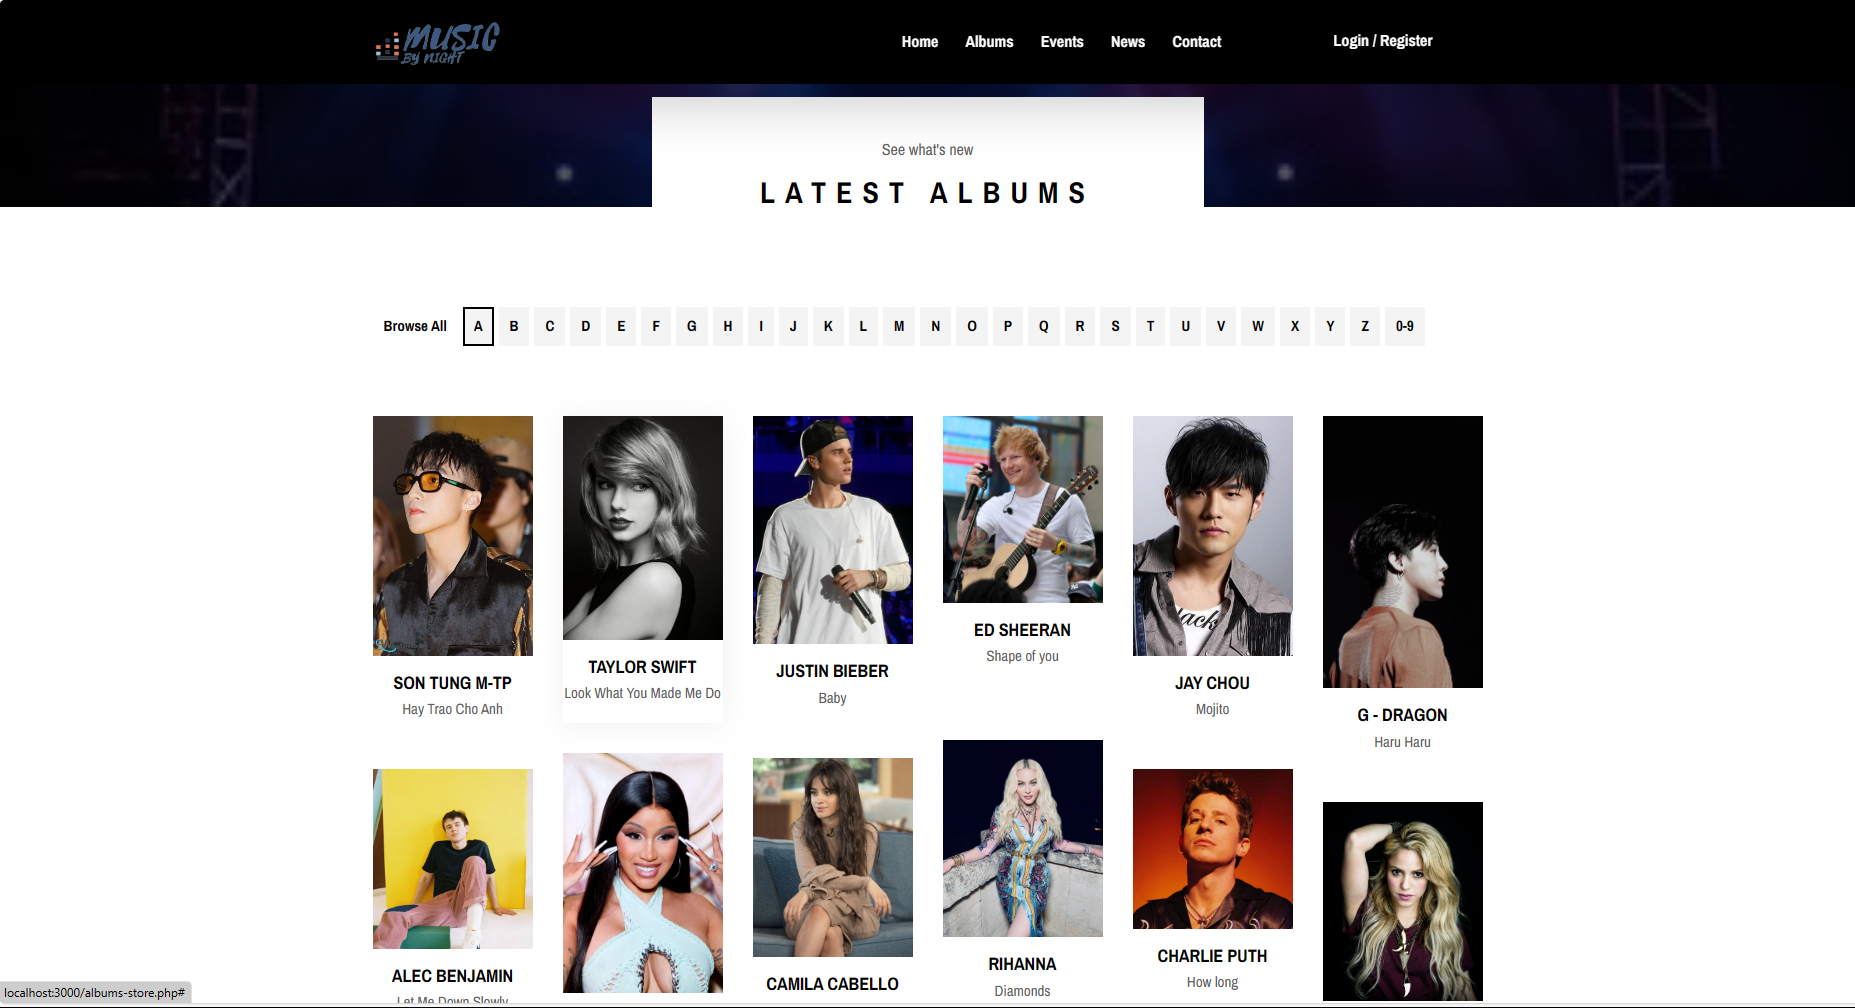 MUSIC
BY NIGHT
Home Albums Events News Contact Login / Register
See what's new
LATEST ALBUMS
Browse All A B C D E F G H I J K L M N O P Q R S T U V W X Y Z 0-9
SON TUNG M-TP
Hay Trao Cho Anh
TAYLOR SWIFT
Look What You Made Me Do
JUSTIN BIEBER
Baby
ED SHEERAN
Shape of you
JAY CHOU
Mojito
G - DRAGON
Haru Haru
ALEC BENJAMIN
Let Me Down Slowly
CAMILA CABELLO
RIHANNA
Diamonds
CHARLIE PUTH
How long
localhost:3000/albums-store.php#